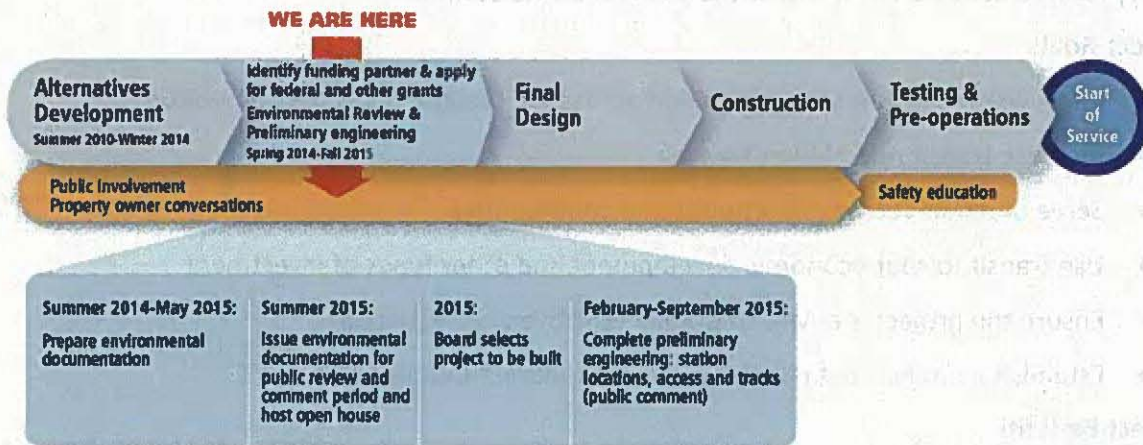 WE ARE HERE
Alternatives
Development
Summer 2010-Winter 2014
Identify funding partner & apply
for federal and other grants
Environmental Review &
Preliminary engineering
Spring 2014-Fall 2015
Final
Design
Construction
Testing &
Pre-operations
Start
of
Service
Public Involvement
Property owner conversations
Safety education
Summer 2014-May 2015:
Prepare environmental
documentation
Summer 2015:
Issue environmental
documentation for
public review and
comment period and
host open house
2015:
Board selects
project to be built
February-September 2015:
Complete preliminary
engineering: station
locations, access and tracks
(public comment)